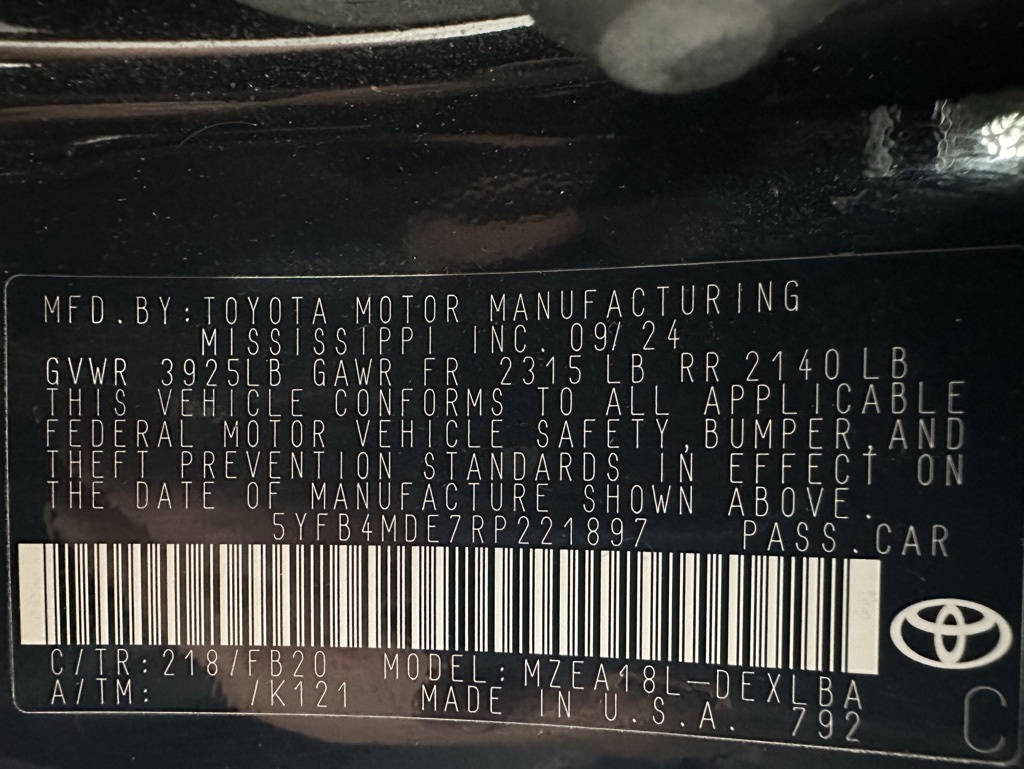 MFD.BY:TOYOTA MOTOR MANUFACTURING
MISSISSIPPI INC. 09/24
GVWR 3925LB GAWR FR 2315 LB RR 2140 LB
THIS VEHICLE CONFORMS TO ALL APPLICABLE
FEDERAL MOTOR VEHICLE SAFETY,BUMPER,AND
THEFT PREVENTION STANDARDS IN EFFECT ON
THE DATE OF MANUFACTURE SHOWN ABOVE.
5YFB4MDE7RP221897 PASS.CAR
C/TR:218/FB20 MODEL:MZEA18L-DEXLBA
A/TM: /K121 MADE IN U.S.A. 792
C